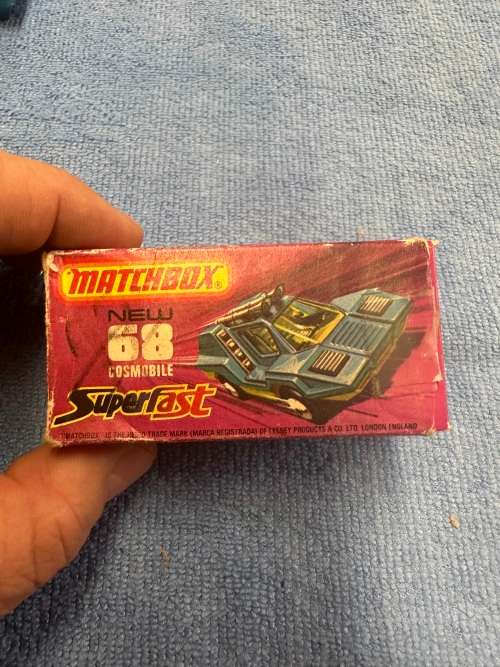 MATCHBOX®
NEW
68
COSMOBILE
Superfast
"MATCHBOX" IS THE TRADE MARK (MARCA REGISTRADA) OF LESNEY PRODUCTS & CO. LTD. LONDON ENGLAND